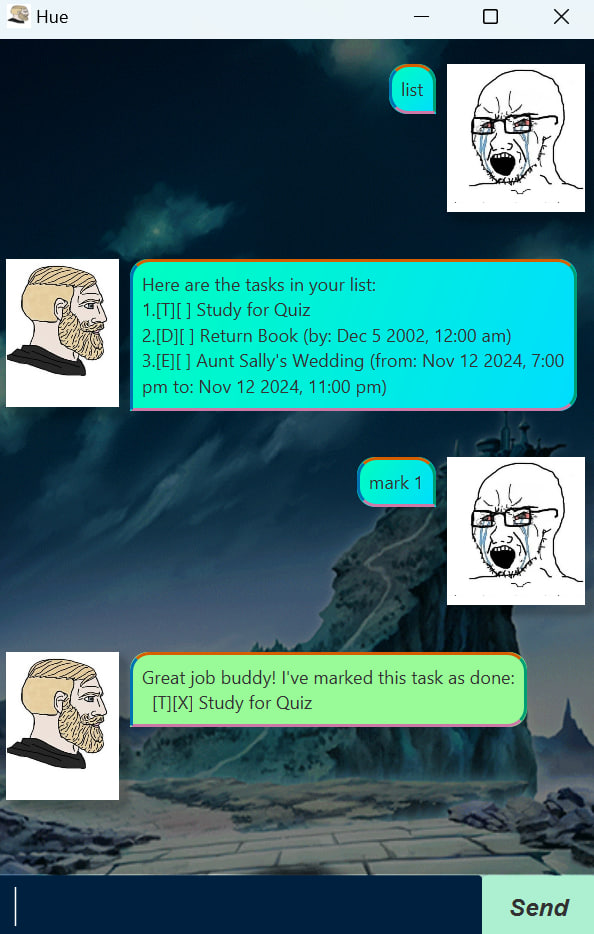 Hue
list
Here are the tasks in your list:
1.[T][ ] Study for Quiz
2.[D][ ] Return Book (by: Dec 5 2002, 12:00 am)
3.[E][ ] Aunt Sally's Wedding (from: Nov 12 2024, 7:00
pm to: Nov 12 2024, 11:00 pm)
mark 1
Great job buddy! I've marked this task as done:
[T][X] Study for Quiz
Send